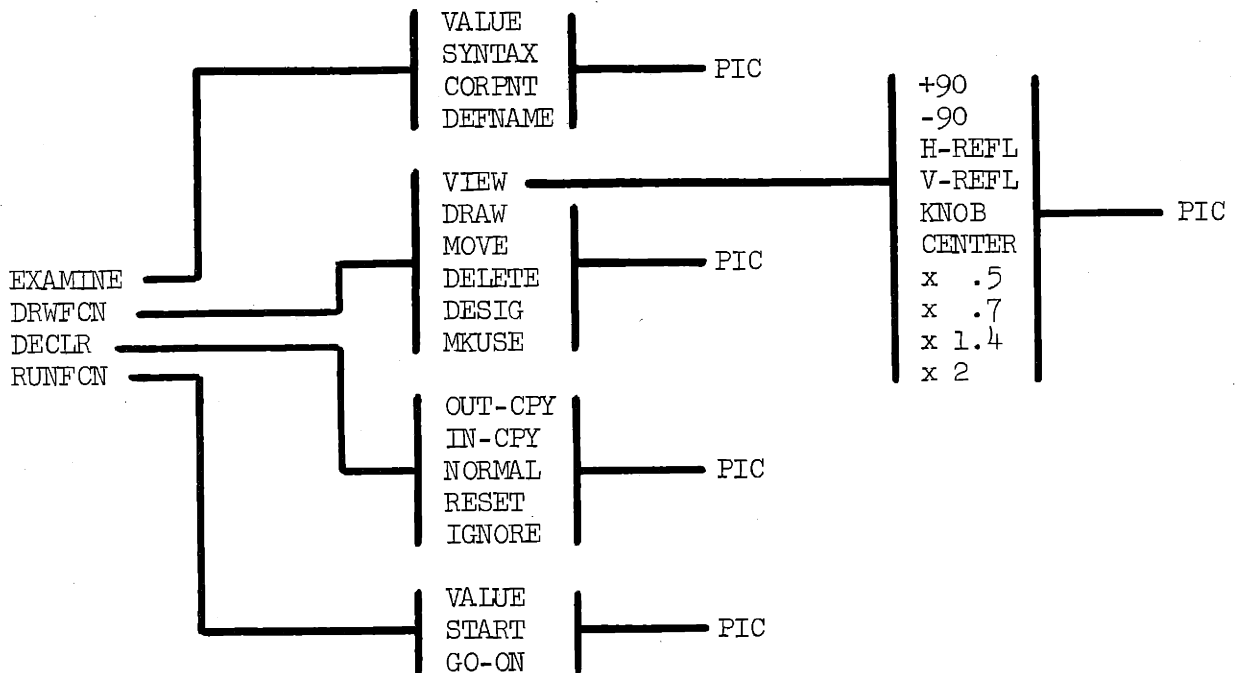 EXAMINE
DRWFCN
DECLR
RUNFCN
VALUE
SYNTAX
CORPNT
DEFNAME
PIC
VIEW
DRAW
MOVE
DELETE
DESIG
MKUSE
PIC
+90
-90
H-REFL
V-REFL
KNOB
CENTER
x .5
x .7
x 1.4
x 2
PIC
OUT-CPY
IN-CPY
NORMAL
RESET
IGNORE
PIC
VALUE
START
GO-ON
PIC